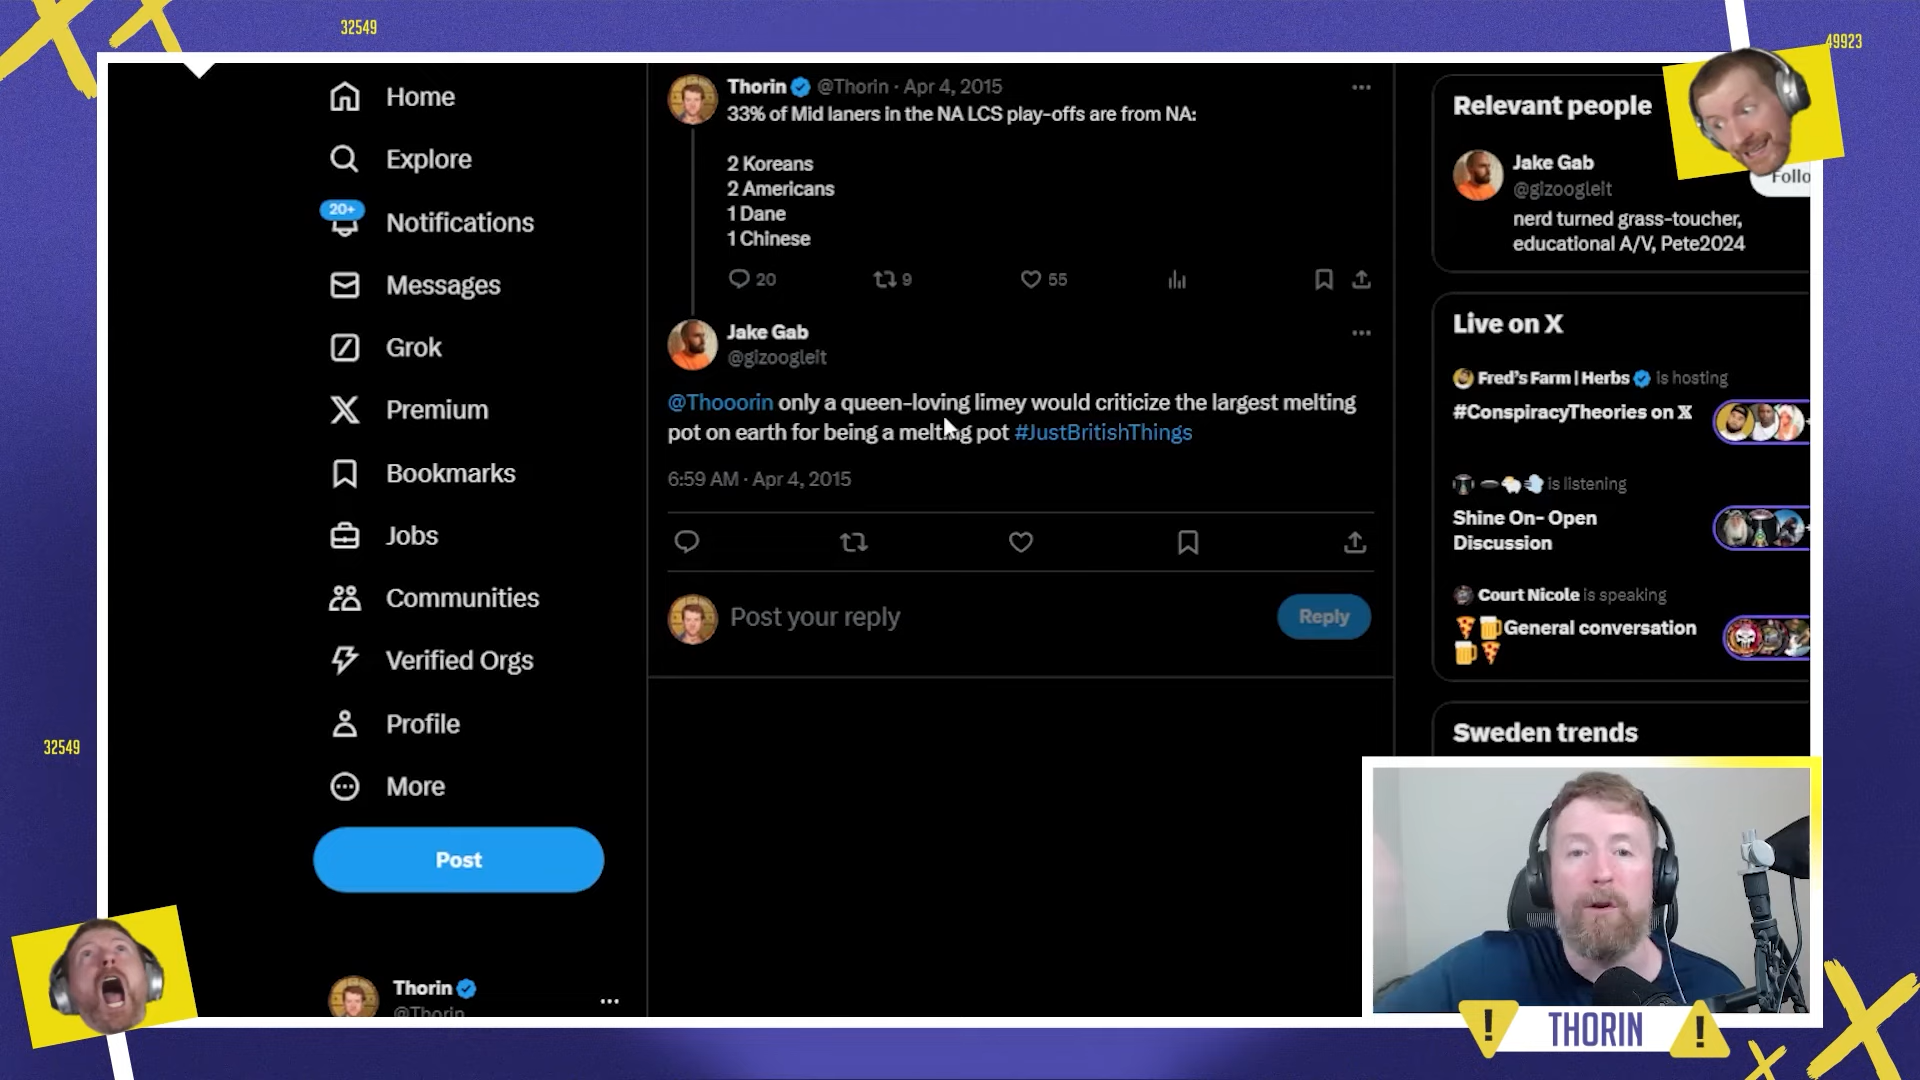 32549
49923
Home
Explore
20+
Notifications
Messages
Grok
Premium
Bookmarks
Jobs
Communities
Verified Orgs
Profile
More
Post
Thorin
@Thorin
Thorin @Thorin · Apr 4, 2015
33% of Mid laners in the NA LCS play-offs are from NA:
2 Koreans
2 Americans
1 Dane
1 Chinese
20 9 55
Jake Gab
@gizoogleit
@Thooorin only a queen-loving limey would criticize the largest melting
pot on earth for being a melting pot #JustBritishThings
6:59 AM · Apr 4, 2015
Post your reply
Reply
Relevant people
Jake Gab
@gizoogleit
Follo
nerd turned grass-toucher,
educational A/V, Pete2024
Live on X
Fred's Farm | Herbs is hosting
#ConspiracyTheories on X
is listening
Shine On- Open
Discussion
Court Nicole is speaking
General conversation
Sweden trends
32549
! THORIN !